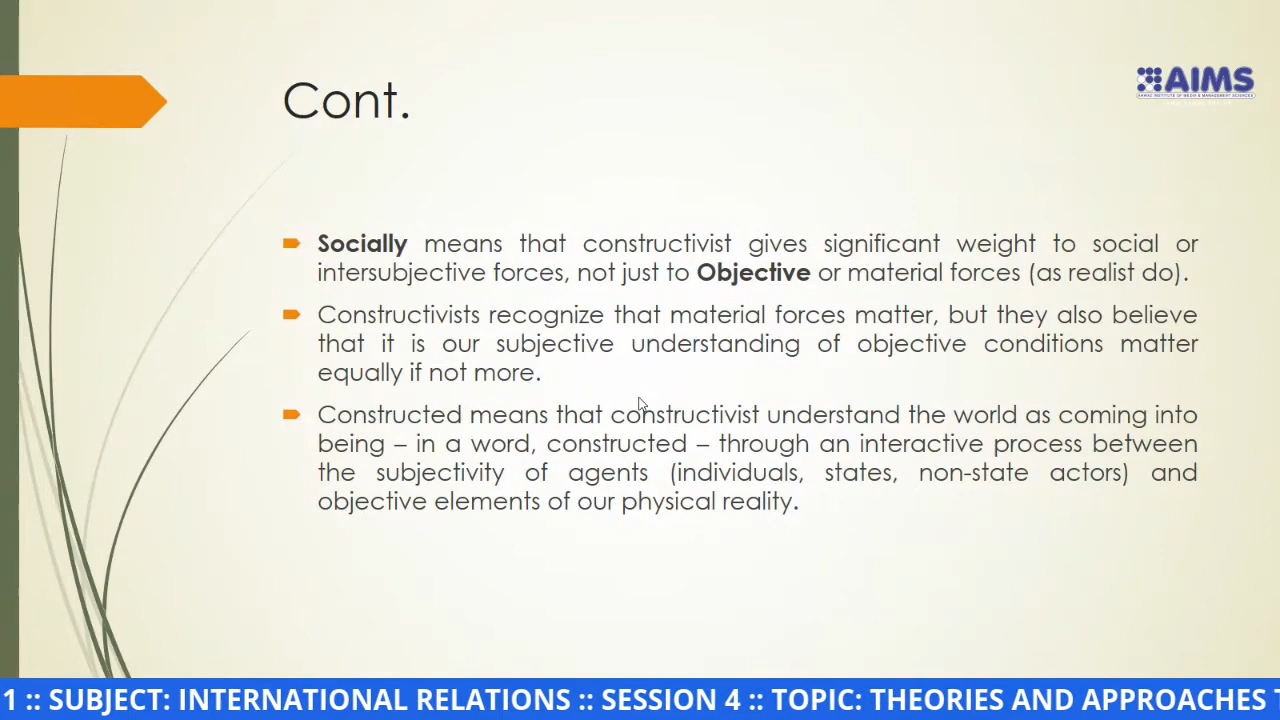 Cont.
AIMS
Socially means that constructivist gives significant weight to social or
intersubjective forces, not just to Objective or material forces (as realist do).
Constructivists recognize that material forces matter, but they also believe
that it is our subjective understanding of objective conditions matter
equally if not more.
Constructed means that constructivist understand the world as coming into
being – in a word, constructed – through an interactive process between
the subjectivity of agents (individuals, states, non-state actors) and
objective elements of our physical reality.
1 :: SUBJECT: INTERNATIONAL RELATIONS :: SESSION 4 :: TOPIC: THEORIES AND APPROACHES